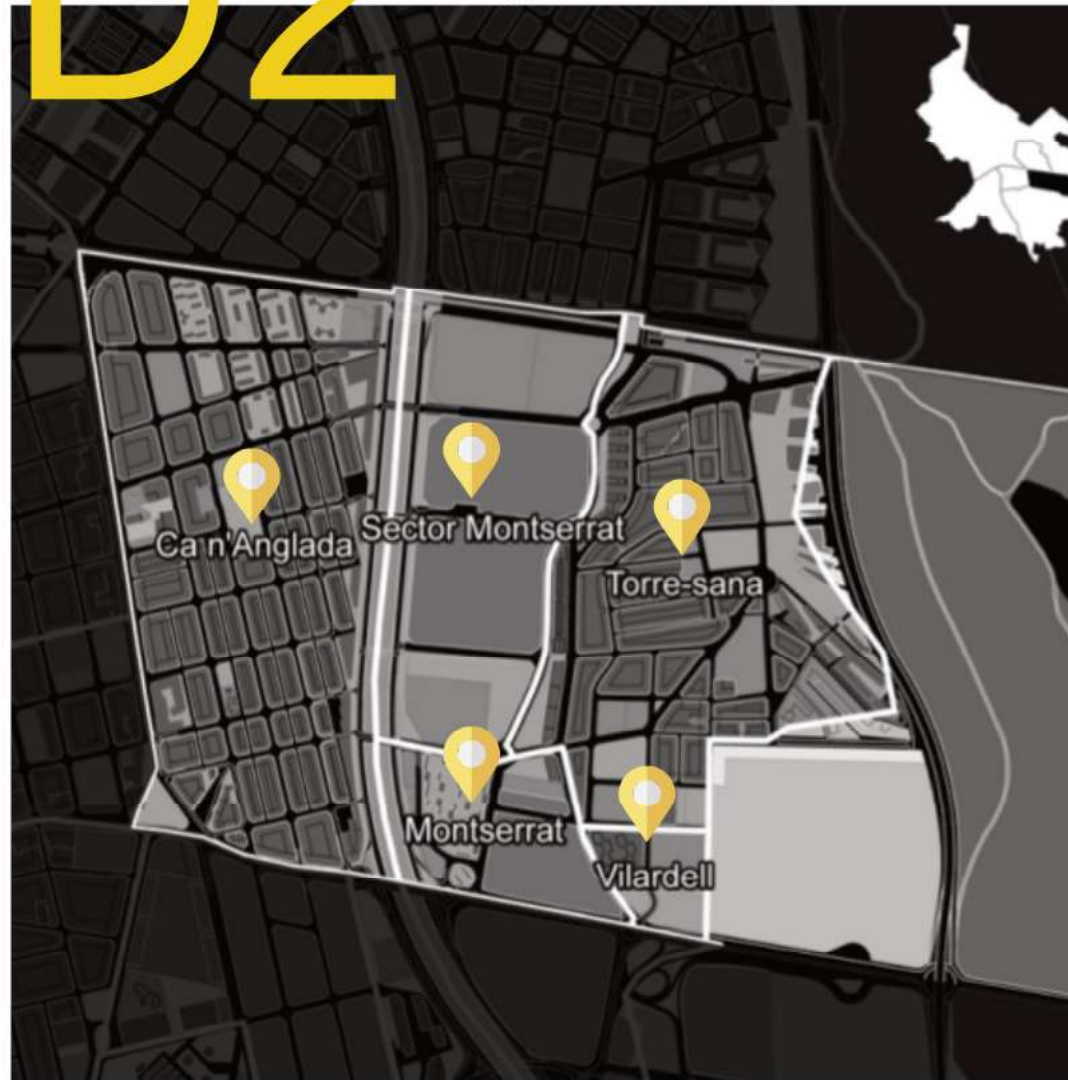 D2
Sector Montserrat
Ca n'Anglada
Torre-sana
Montserrat
Vilardell